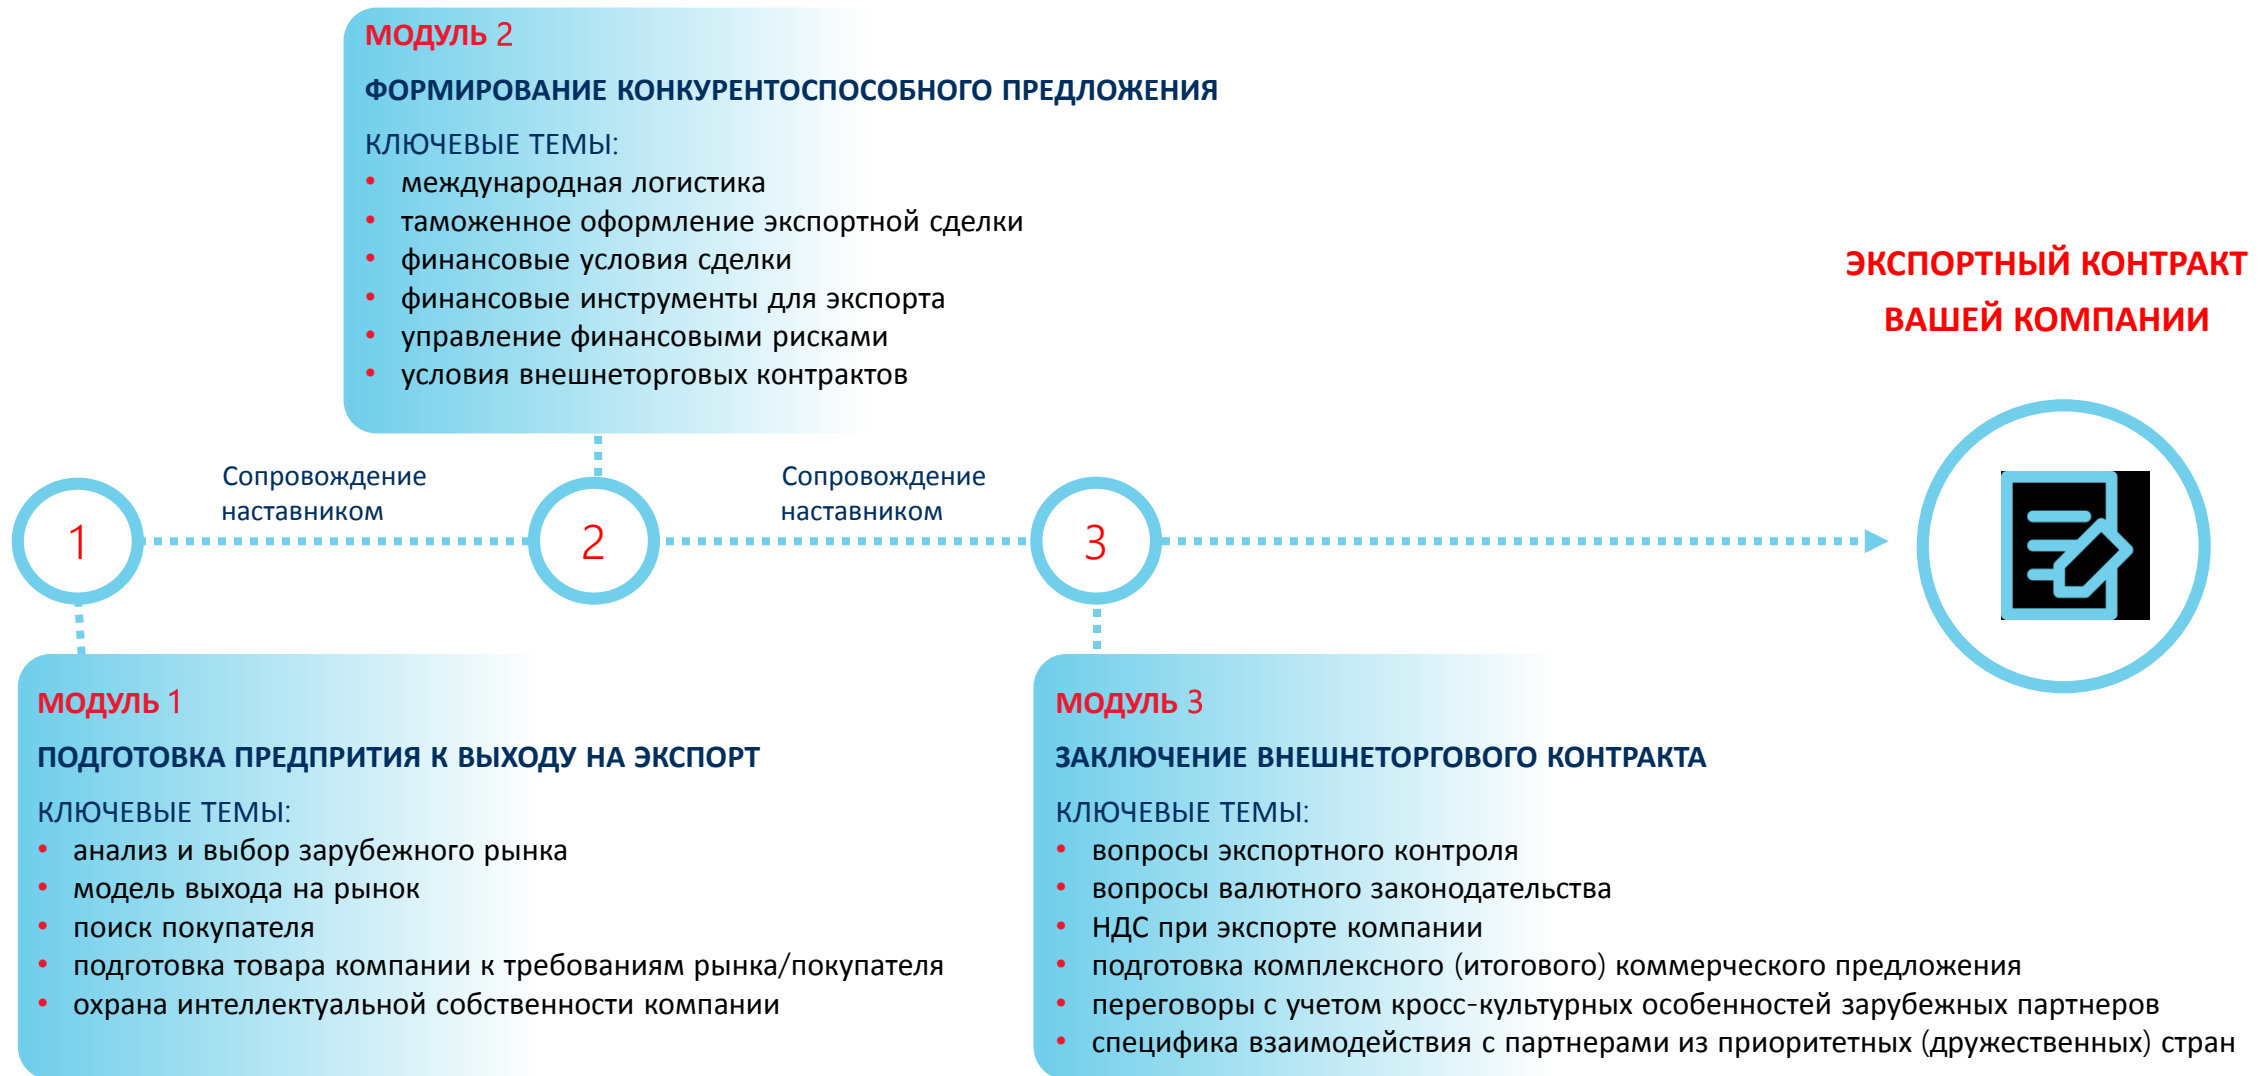 МОДУЛЬ 2
ФОРМИРОВАНИЕ КОНКУРЕНТОСПОСОБНОГО ПРЕДЛОЖЕНИЯ
КЛЮЧЕВЫЕ ТЕМЫ:
• международная логистика
• таможенное оформление экспортной сделки
• финансовые условия сделки
• финансовые инструменты для экспорта
• управление финансовыми рисками
• условия внешнеторговых контрактов
ЭКСПОРТНЫЙ КОНТРАКТ
ВАШЕЙ КОМПАНИИ
1
Сопровождение
наставником
2
Сопровождение
наставником
3
МОДУЛЬ 1
ПОДГОТОВКА ПРЕДПРИТИЯ К ВЫХОДУ НА ЭКСПОРТ
КЛЮЧЕВЫЕ ТЕМЫ:
• анализ и выбор зарубежного рынка
• модель выхода на рынок
• поиск покупателя
• подготовка товара компании к требованиям рынка/покупателя
• охрана интеллектуальной собственности компании
МОДУЛЬ 3
ЗАКЛЮЧЕНИЕ ВНЕШНЕТОРГОВОГО КОНТРАКТА
КЛЮЧЕВЫЕ ТЕМЫ:
• вопросы экспортного контроля
• вопросы валютного законодательства
• НДС при экспорте компании
• подготовка комплексного (итогового) коммерческого предложения
• переговоры с учетом кросс-культурных особенностей зарубежных партнеров
• специфика взаимодействия с партнерами из приоритетных (дружественных) стран